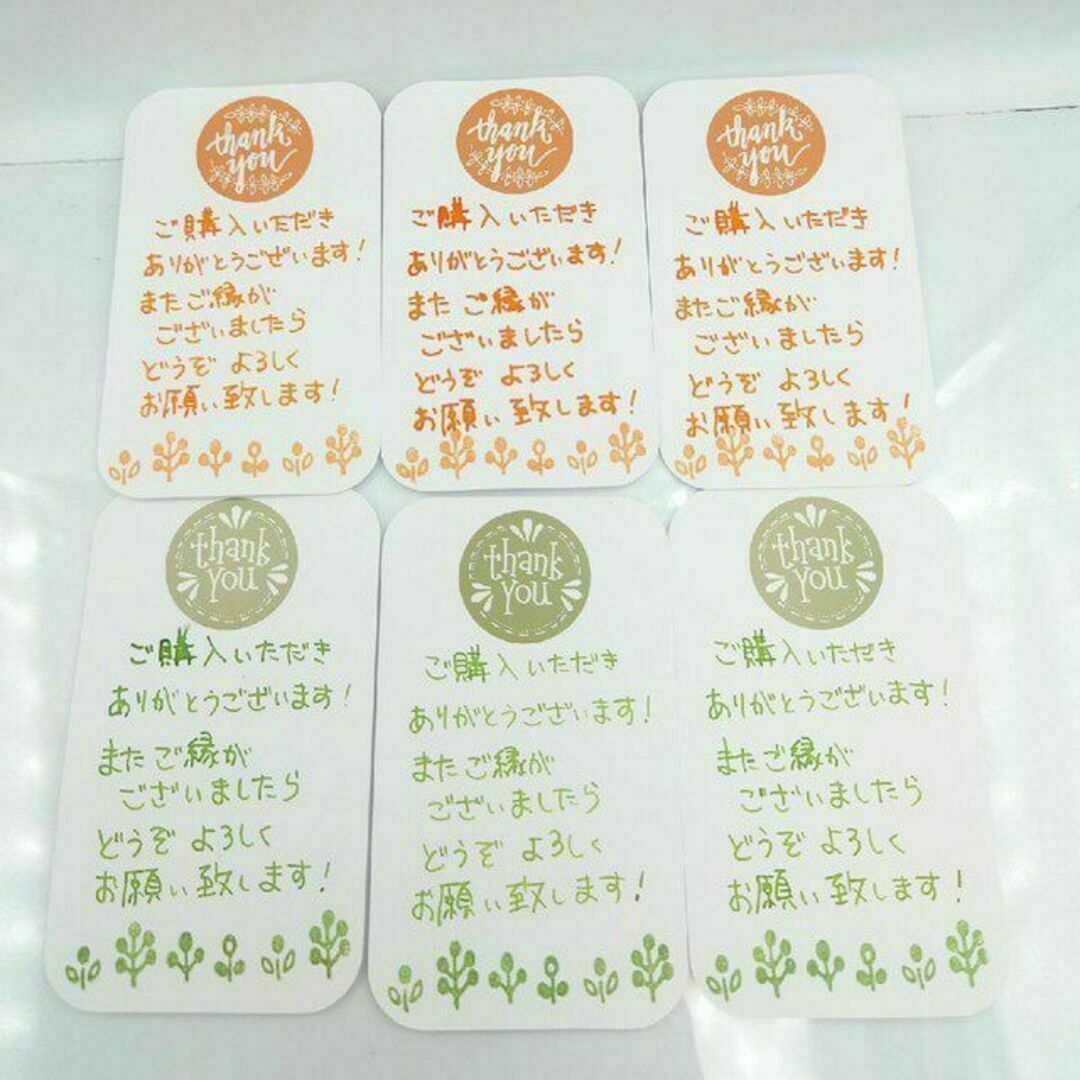 thank
you
ご購入いただき
ありがとうございます!
またご縁が
ございましたら
どうぞ よろしく
お願い致します!
thank
you
ご購入いただき
ありがとうございます!
また ご縁が
ございましたら
どうぞ よろしく
お願い致します!
thank
you
ご購入いただき
ありがとうございます!
またご縁が
ございましたら
どうぞ よろしく
お願い致します!
thank
you
ご購入いただき
ありがとうございます!
またご縁が
ございましたら
どうぞ よろしく
お願い致します!
thank
you
ご購入いただき
ありがとうございます!
またご縁が
ございましたら
どうぞ よろしく
お願い致します!
thank
you
ご購入いただき
ありがとうございます!
またご縁が
ございましたら
どうぞ よろしく
お願い致します!